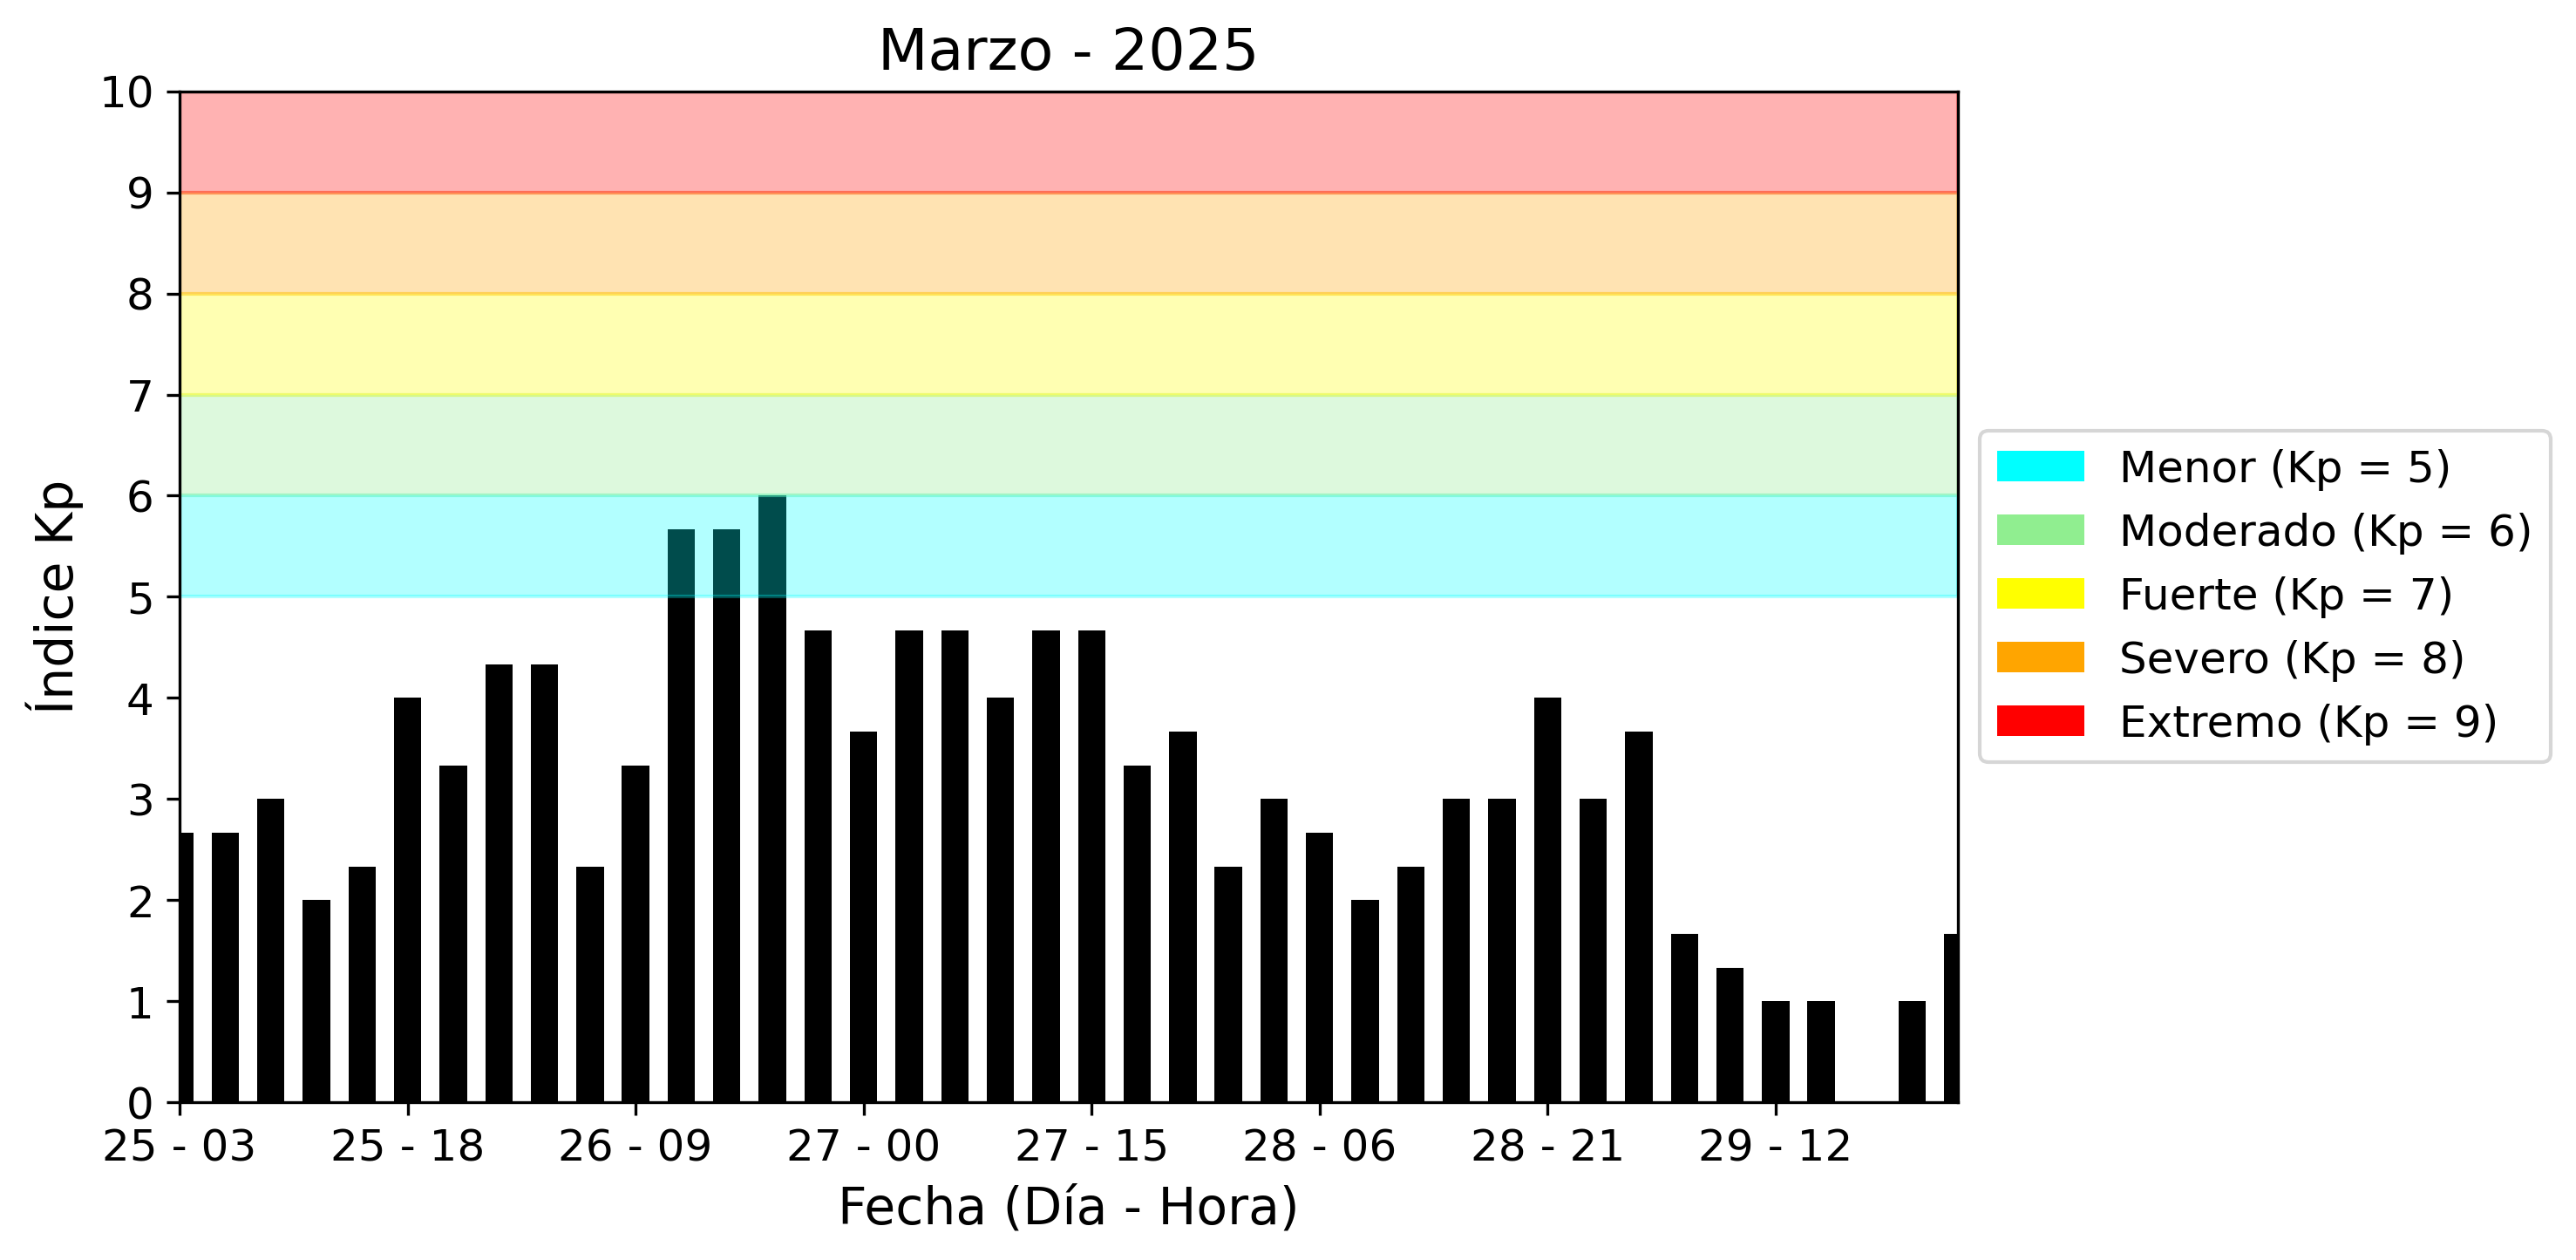 Marzo - 2025
10
9
8
7
6
5
4
3
2
1
0
Índice Kp
25 - 03
25 - 18
26 - 09
27 - 00
27 - 15
28 - 06
28 - 21
29 - 12
Fecha (Día - Hora)
Menor (Kp = 5)
Moderado (Kp = 6)
Fuerte (Kp = 7)
Severo (Kp = 8)
Extremo (Kp = 9)